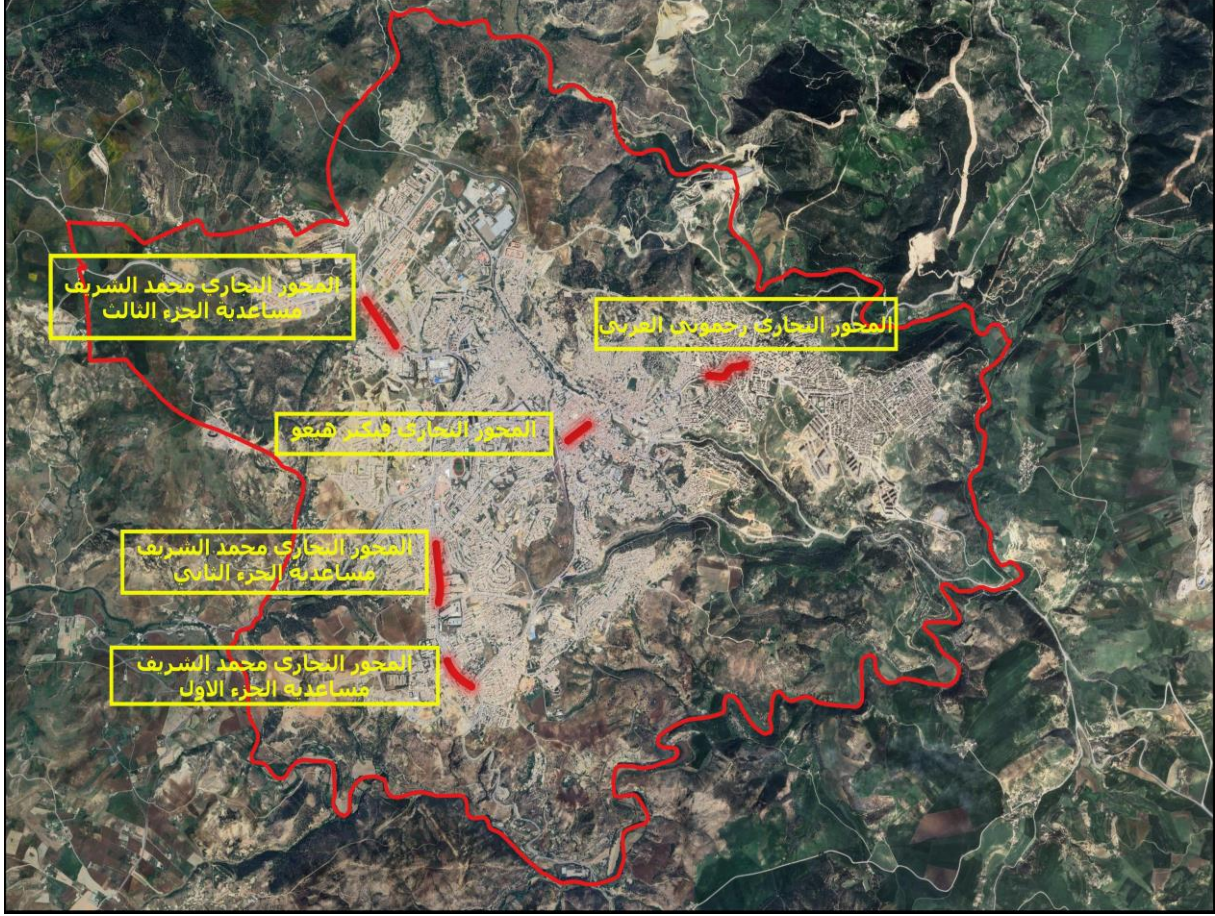 المحور التجاري محمد الشريف
مساعدية الجزء الثالث
المحور التجاري رحموني العربي
المحور التجاري فيكتر هيغو
المحور التجاري محمد الشريف
مساعدية الجزء الثاني
المحور التجاري محمد الشريف
مساعدية الجزء الاول